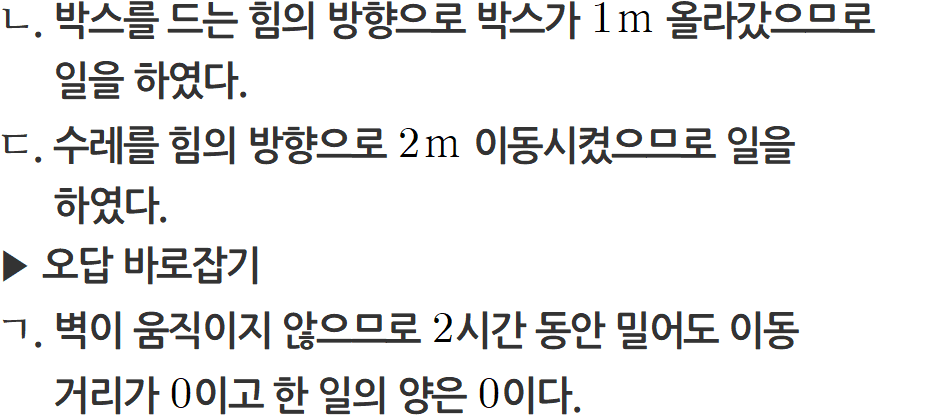 ㄴ. 박스를 드는 힘의 방향으로 박스가 1m 올라갔으므로
일을 하였다.
ㄷ. 수레를 힘의 방향으로 2m 이동시켰으므로 일을
하였다.
▶ 오답 바로잡기
ㄱ. 벽이 움직이지 않으므로 2시간 동안 밀어도 이동
거리가 0이고 한 일의 양은 0이다.